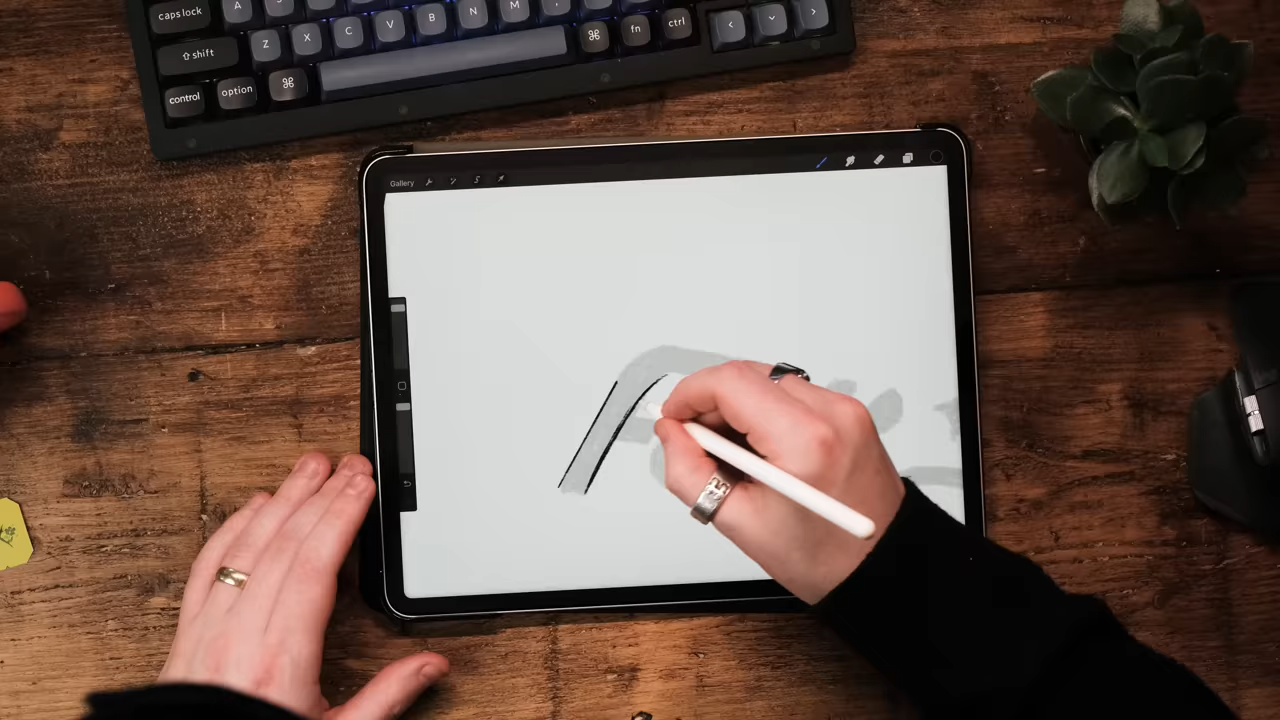 caps lock A S
⇧ shift Z X C V B N M , ⌘ fn ctrl < ⌄ >
control option ⌘
Gallery